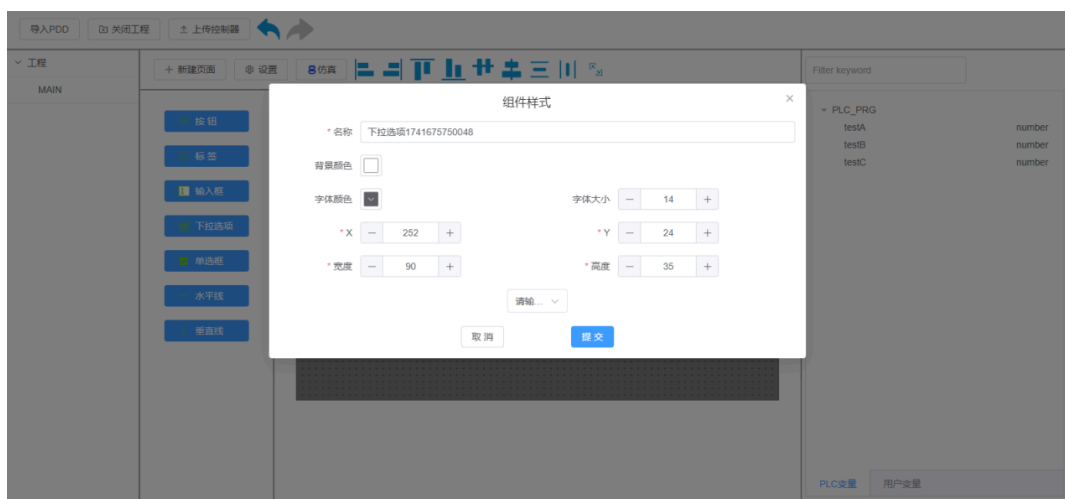 导入PDD 关闭工程 上传控制器
工程
MAIN
新建页面 设置 仿真
Filter keyword
按钮
标签
输入框
下拉选项
单选框
水平线
垂直线
组件样式
* 名称 下拉选项1741675750048
背景颜色
字体颜色
字体大小 14
* X 252
* Y 24
* 宽度 90
* 高度 35
请输...
取消 提交
PLC_PRG
testA number
testB number
testC number
PLC变量 用户变量